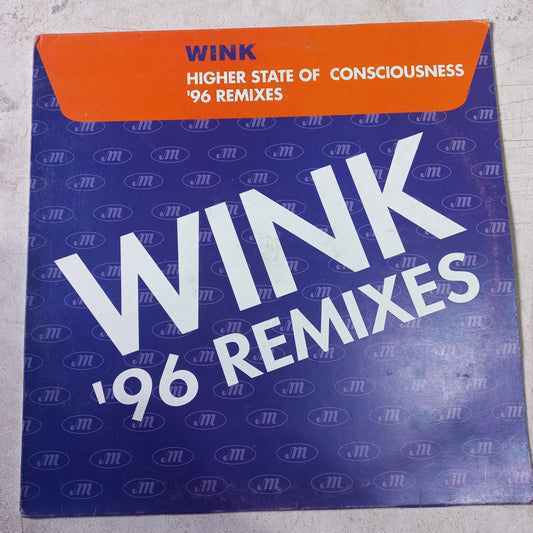 WINK
HIGHER STATE OF CONSCIOUSNESS
'96 REMIXES
WINK
'96 REMIXES